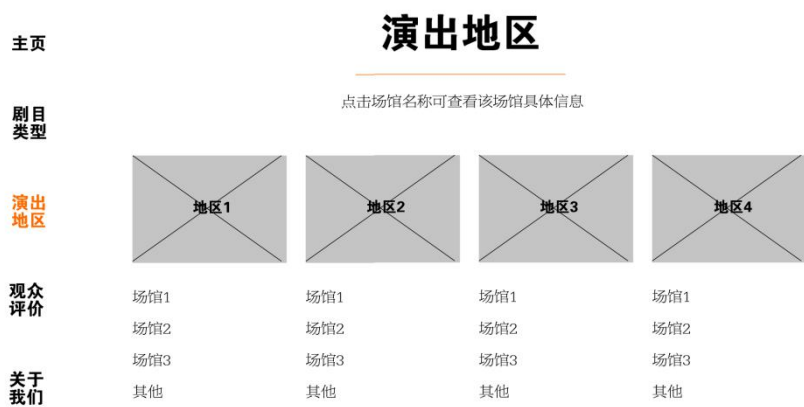 演出地区
点击场馆名称可查看该场馆具体信息
主页
剧目
类型
演出
地区
观众
评价
关于
我们
地区1
地区2
地区3
地区4
场馆1
场馆1
场馆1
场馆1
场馆2
场馆2
场馆2
场馆2
场馆3
场馆3
场馆3
场馆3
其他
其他
其他
其他